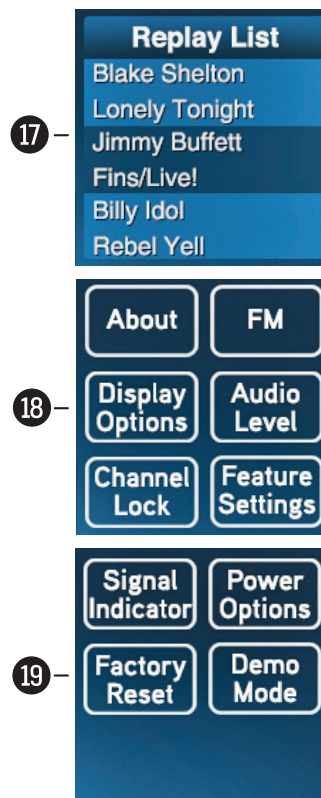 Replay List
Blake Shelton
Lonely Tonight
17
Jimmy Buffett
Fins/Live!
Billy Idol
Rebel Yell
About
FM
18
Display
Options
Audio
Level
Channel
Lock
Feature
Settings
Signal
Indicator
Power
Options
19
Factory
Reset
Demo
Mode